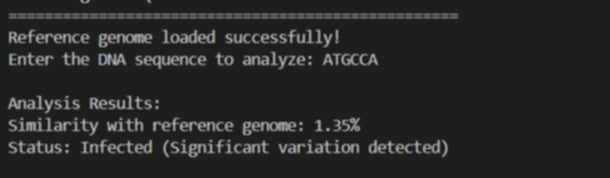 ==================================================
Reference genome loaded successfully!
Enter the DNA sequence to analyze: ATGCCA
Analysis Results:
Similarity with reference genome: 1.35%
Status: Infected (Significant variation detected)